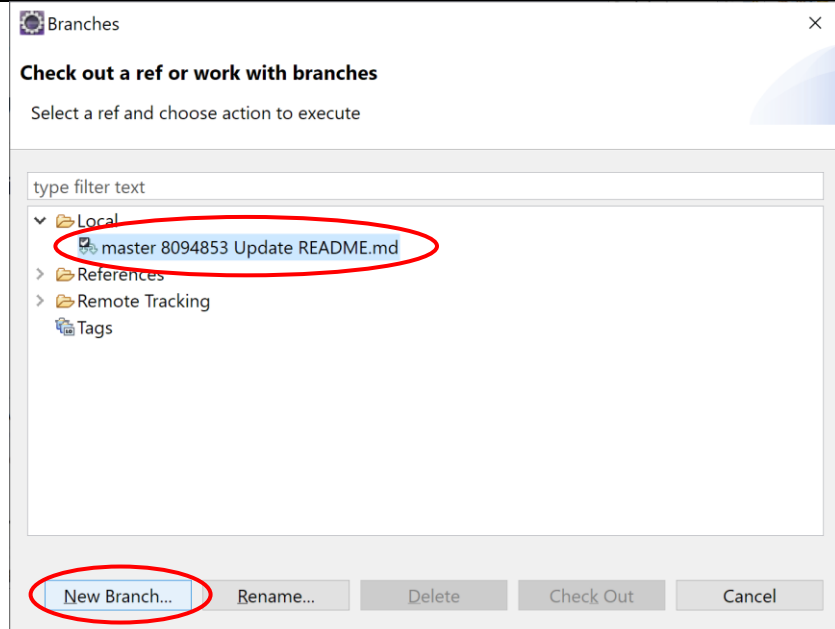 Branches
Check out a ref or work with branches
Select a ref and choose action to execute
type filter text
Local
master 8094853 Update README.md
References
Remote Tracking
Tags
New Branch... Rename... Delete Check Out Cancel